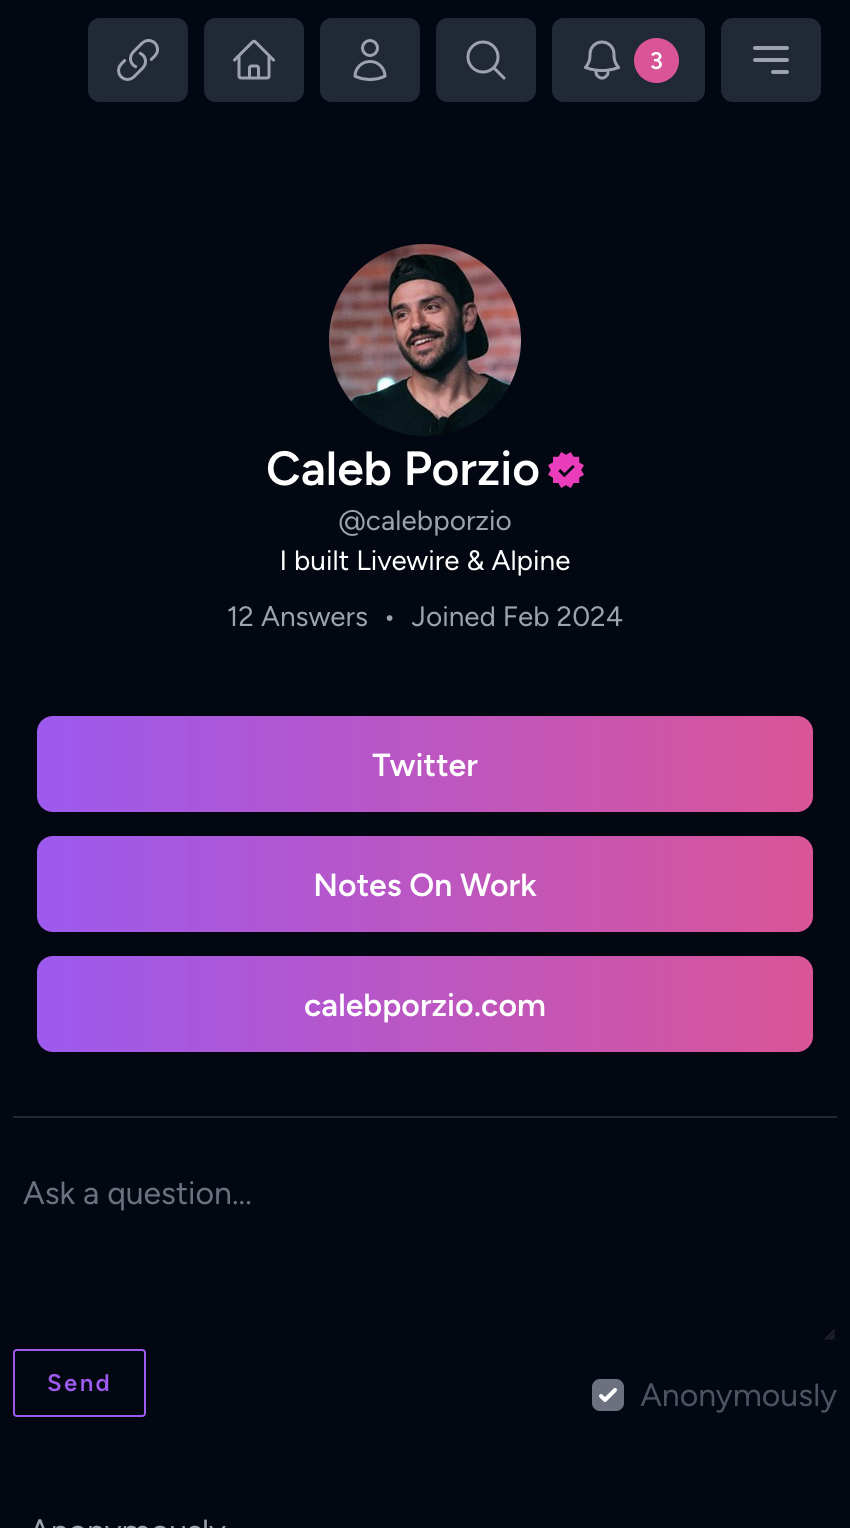 3
Caleb Porzio
@calebporzio
I built Livewire & Alpine
12 Answers • Joined Feb 2024
Twitter
Notes On Work
calebporzio.com
Ask a question...
Send
Anonymously
Anonymously